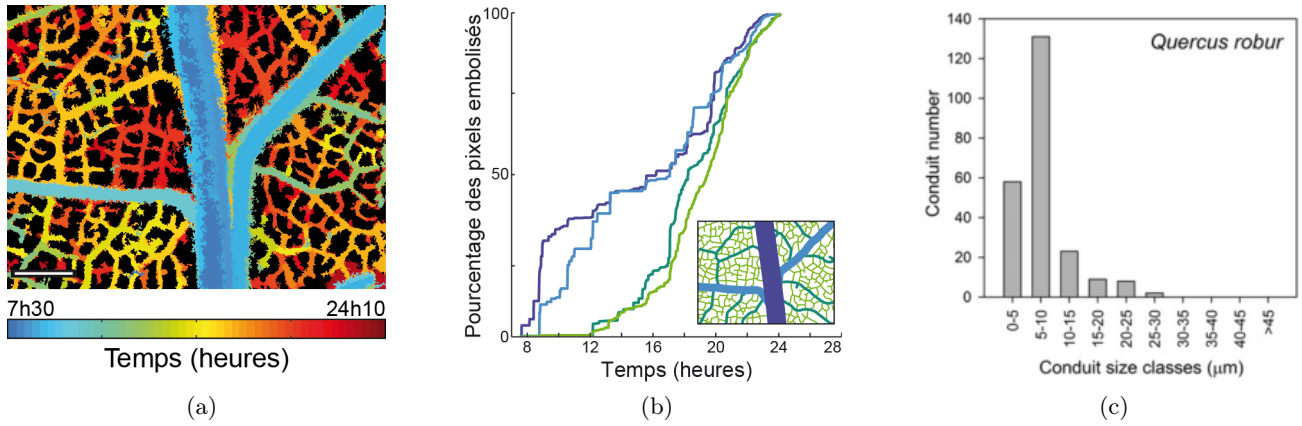 7h30 24h10
Temps (heures)
(a)
Pourcentage des pixels embolisés
100
50
0
8 12 16 20 24 28
Temps (heures)
(b)
Quercus robur
Conduit number
140
120
100
80
60
40
20
0
0-5 5-10 10-15 15-20 20-25 25-30 30-35 35-40 40-45 >45
Conduit size classes (μm)
(c)